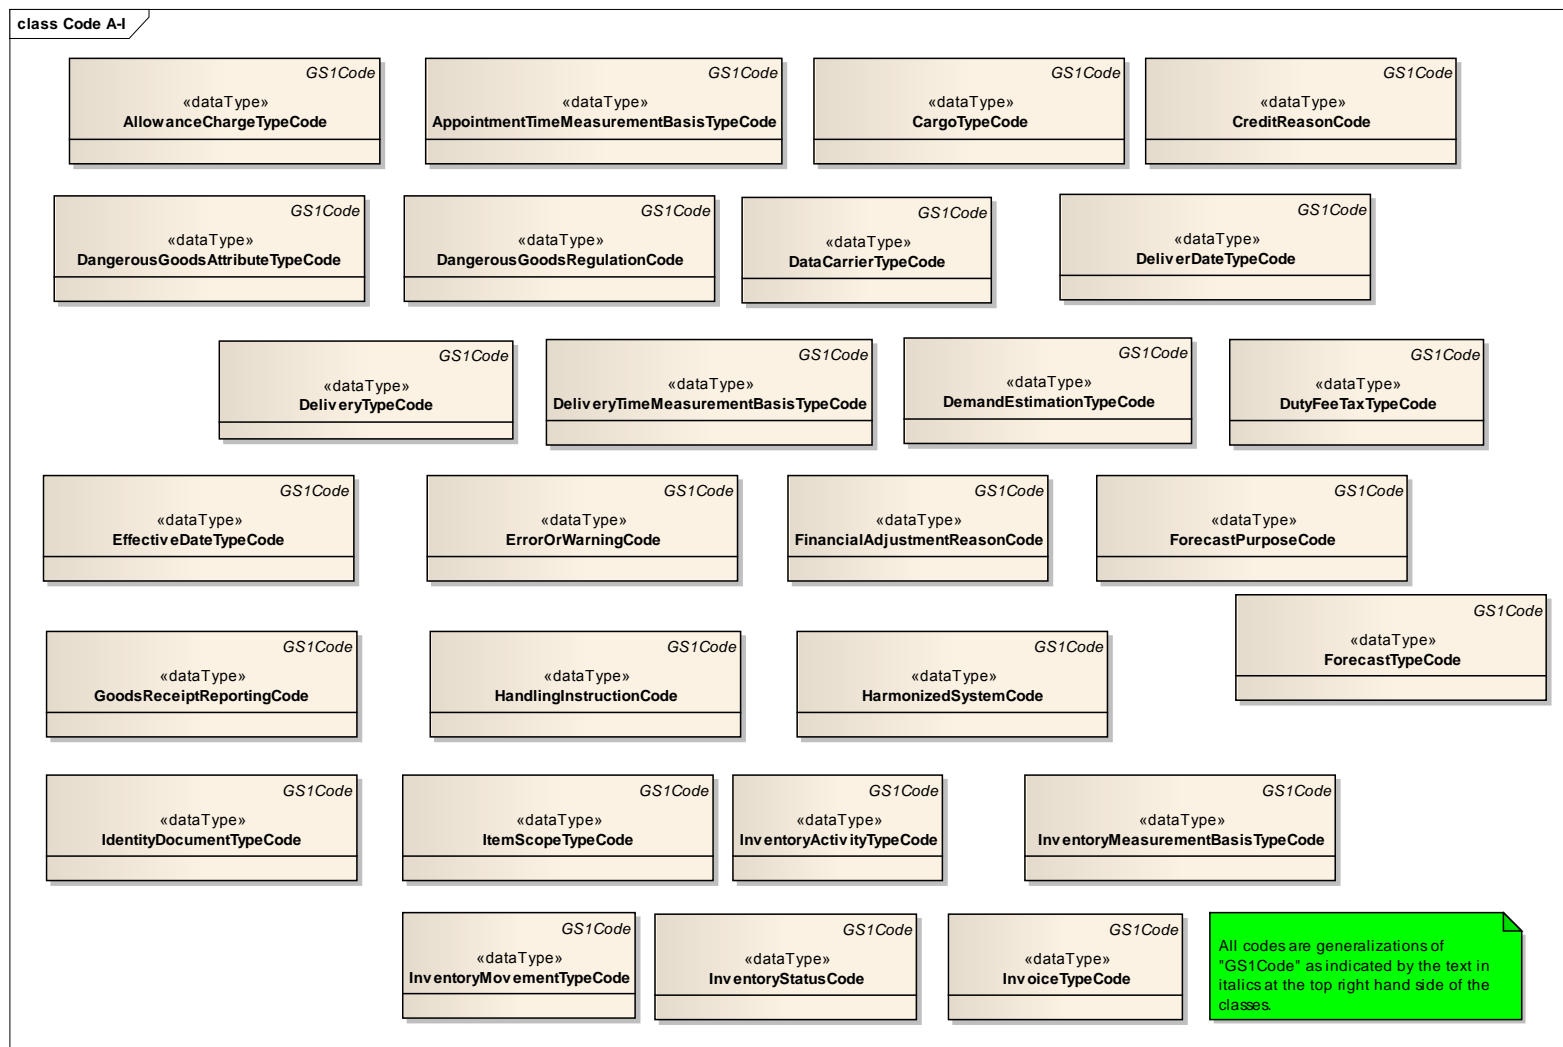 class Code A-I
GS1Code
«dataType»
AllowanceChargeTypeCode
GS1Code
«dataType»
AppointmentTimeMeasurementBasisTypeCode
GS1Code
«dataType»
CargoTypeCode
GS1Code
«dataType»
CreditReasonCode
GS1Code
«dataType»
DangerousGoodsAttributeTypeCode
GS1Code
«dataType»
DangerousGoodsRegulationCode
GS1Code
«dataType»
DataCarrierTypeCode
GS1Code
«dataType»
DeliverDateTypeCode
GS1Code
«dataType»
DeliveryTypeCode
GS1Code
«dataType»
DeliveryTimeMeasurementBasisTypeCode
GS1Code
«dataType»
DemandEstimationTypeCode
GS1Code
«dataType»
DutyFeeTaxTypeCode
GS1Code
«dataType»
EffectiveDateTypeCode
GS1Code
«dataType»
ErrorOrWarningCode
GS1Code
«dataType»
FinancialAdjustmentReasonCode
GS1Code
«dataType»
ForecastPurposeCode
GS1Code
«dataType»
ForecastTypeCode
GS1Code
«dataType»
GoodsReceiptReportingCode
GS1Code
«dataType»
HandlingInstructionCode
GS1Code
«dataType»
HarmonizedSystemCode
GS1Code
«dataType»
IdentityDocumentTypeCode
GS1Code
«dataType»
ItemScopeTypeCode
GS1Code
«dataType»
InventoryActivityTypeCode
GS1Code
«dataType»
InventoryMeasurementBasisTypeCode
GS1Code
«dataType»
InventoryMovementTypeCode
GS1Code
«dataType»
InventoryStatusCode
GS1Code
«dataType»
InvoiceTypeCode
All codes are generalizations of
"GS1Code" as indicated by the text in
italics at the top right hand side of the
classes.